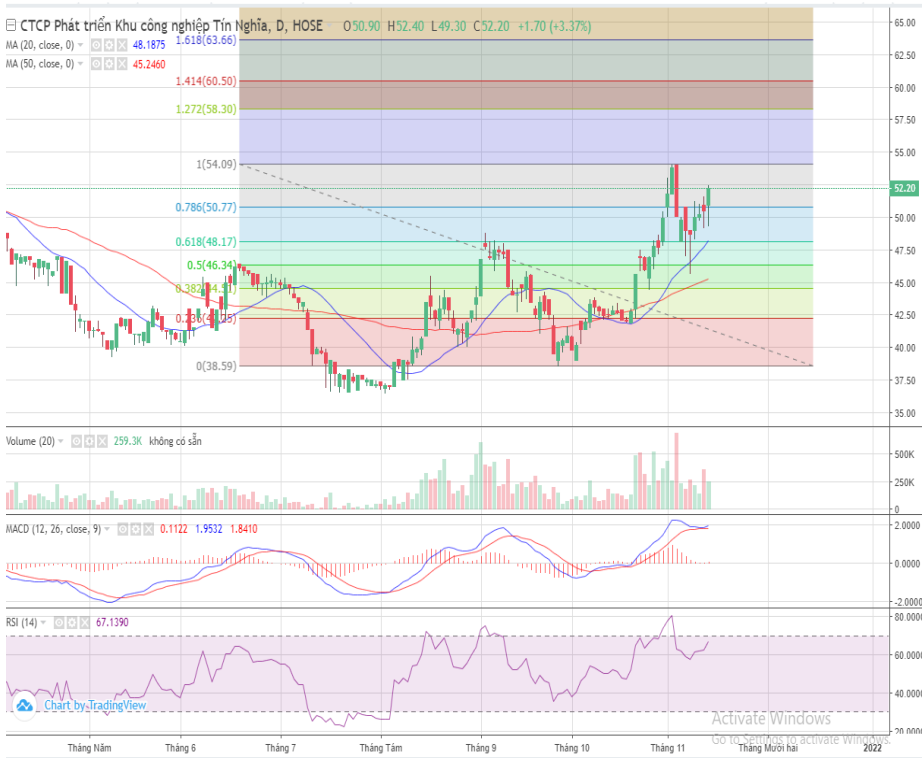 CTCP Phát triển Khu công nghiệp Tín Nghĩa, D, HOSE O50.90 H52.40 L49.30 C52.20 +1.70 (+3.37%)
MA (20, close, 0) 48.1875
MA (50, close, 0) 45.2460
1.618(63.66)
1.414(60.50)
1.272(58.30)
1(54.09)
0.786(50.77)
0.618(48.17)
0.5(46.34)
0(38.59)
65.00
62.50
60.00
57.50
55.00
52.20
50.00
47.50
45.00
42.50
40.00
37.50
35.00
Volume (20) 259.3K không có sẵn
500K
250K
0
MACD (12, 26, close, 9) 0.1122 1.9532 1.8410
2.0000
0.0000
-2.0000
RSI (14) 67.1390
80.0000
60.0000
40.0000
20.0000
Chart by TradingView
Activate Windows
Go to Settings to activate Windows.
Tháng Năm Tháng 6 Tháng 7 Tháng Tám Tháng 9 Tháng 10 Tháng 11 Tháng Mười hai 2022